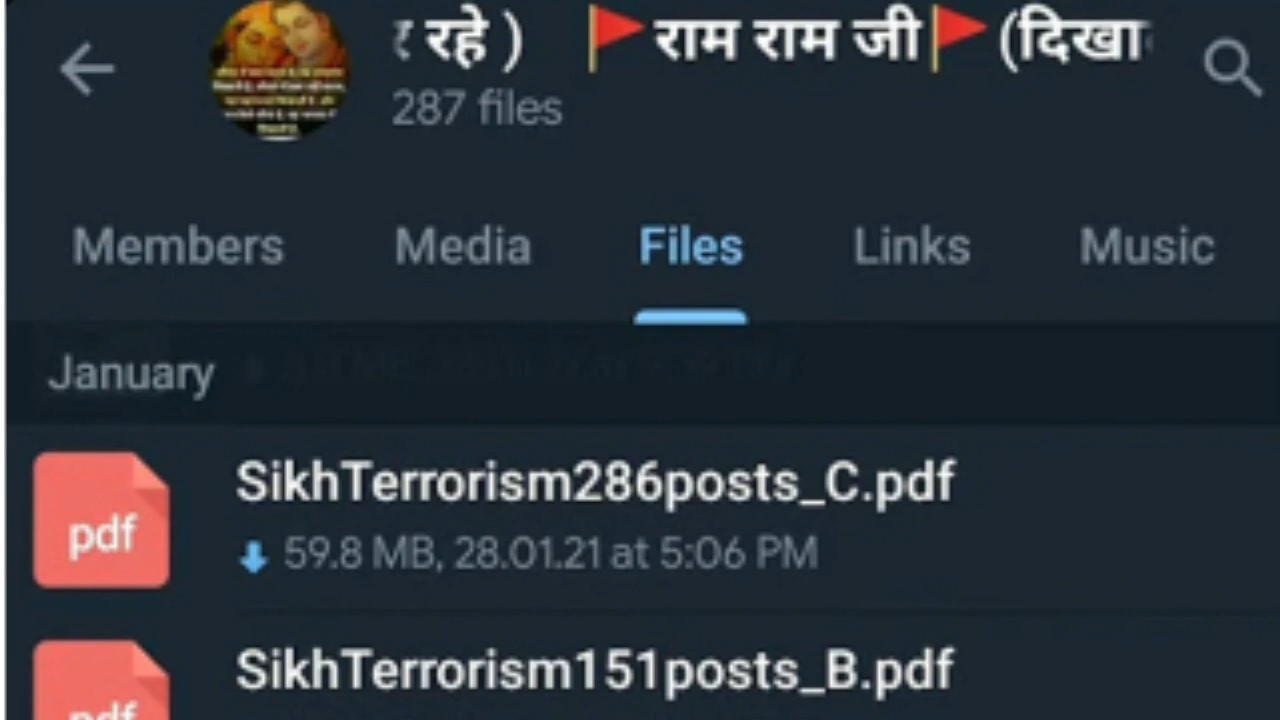 रहे ) 🚩राम राम जी🚩(दिखा
287 files
Members Media Files Links Music
January
pdf SikhTerrorism286posts_C.pdf
59.8 MB, 28.01.21 at 5:06 PM
pdf SikhTerrorism151posts_B.pdf